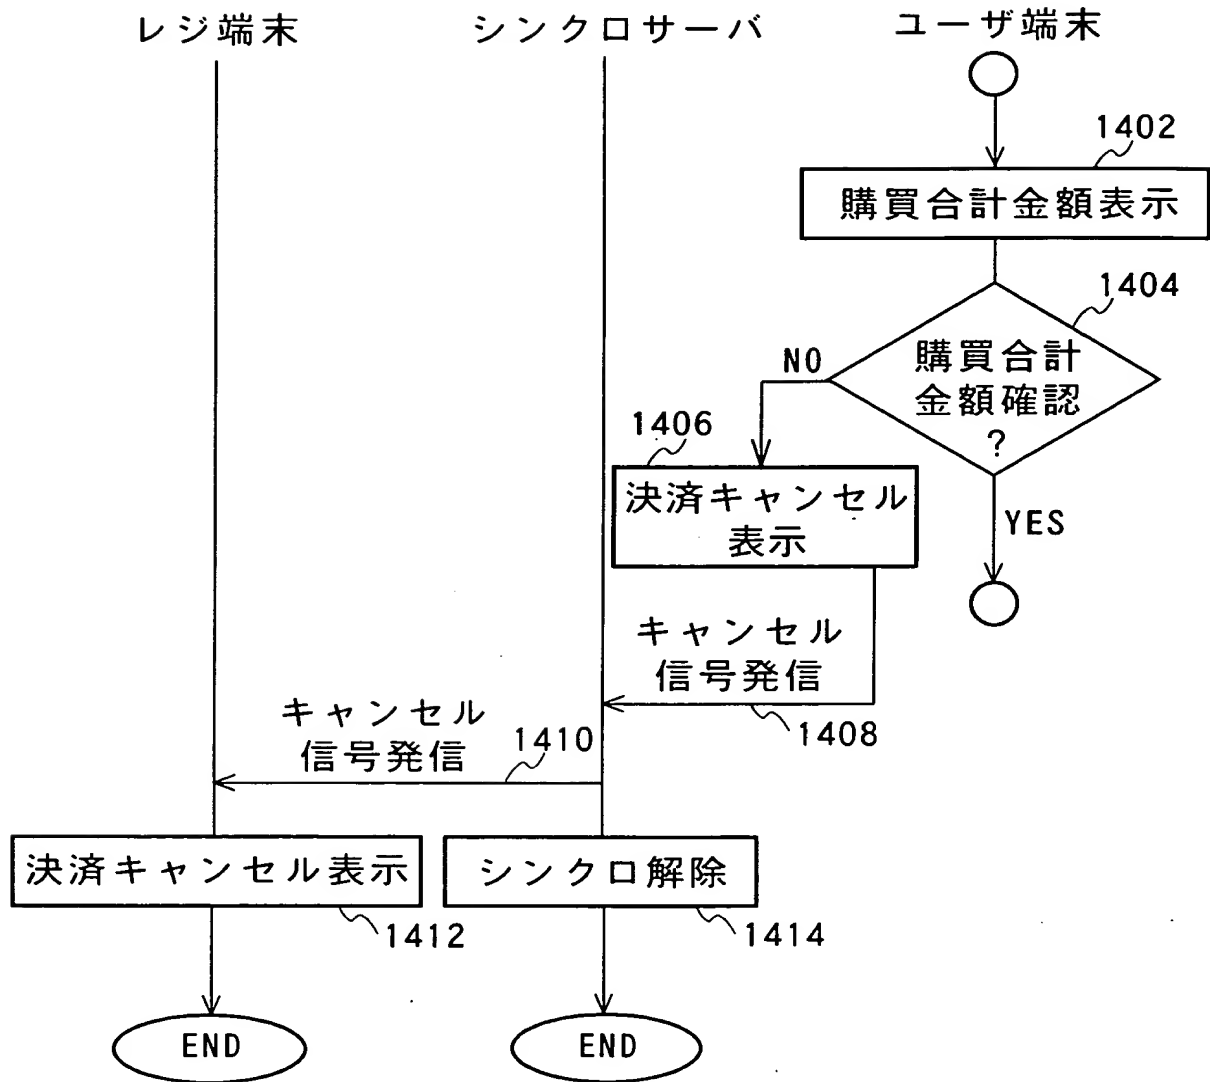 レジ端末
シンクロサーバ
ユーザ端末
1402
購買合計金額表示
1404
購買合計
金額確認
?
NO
YES
1406
決済キャンセル
表示
キャンセル
信号発信
1408
キャンセル
信号発信
1410
決済キャンセル表示
1412
シンクロ解除
1414
END
END